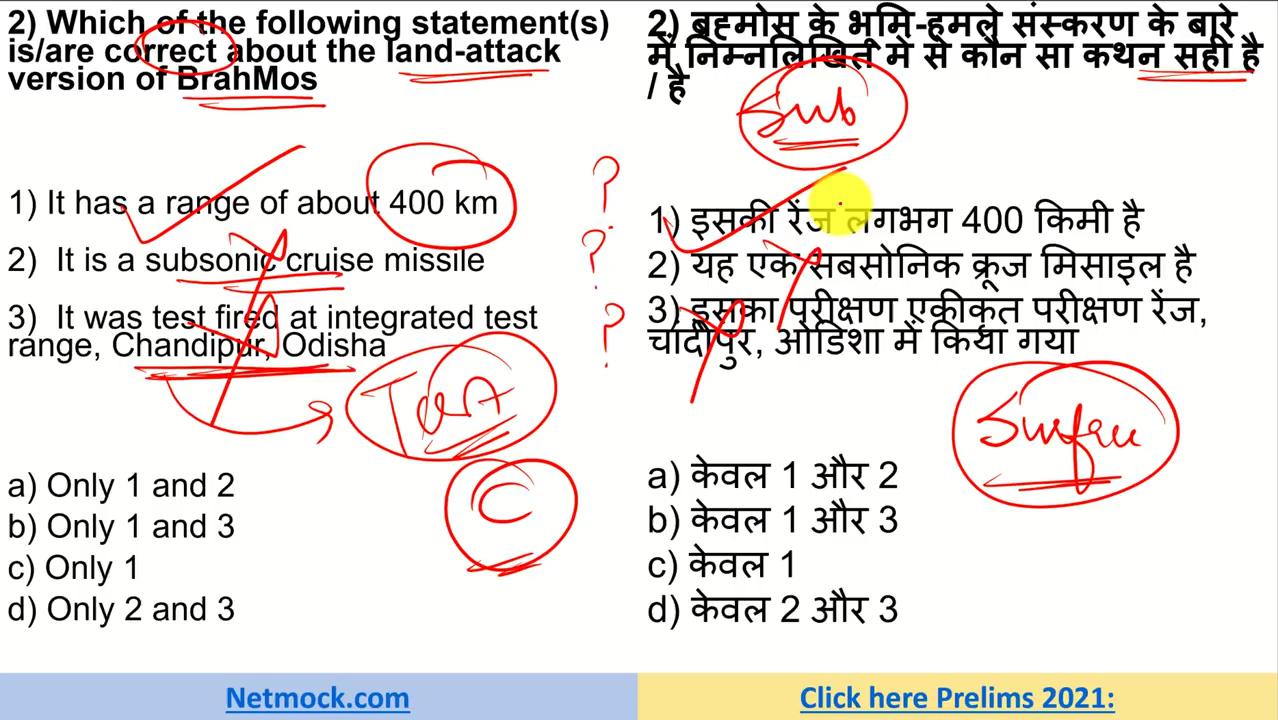 2) Which of the following statement(s)
is/are correct about the land-attack
version of BrahMos
1) It has a range of about 400 km
2) It is a subsonic cruise missile
3) It was test fired at integrated test
range, Chandipur, Odisha
a) Only 1 and 2
b) Only 1 and 3
c) Only 1
d) Only 2 and 3
?
?
?
C
2) ब्रह्मोस के भूमि-हमले संस्करण के बारे
में निम्नलिखित में से कौन सा कथन सही है
/ है
Sub
1) इसकी रेंज लगभग 400 किमी है
2) यह एक सबसोनिक क्रूज मिसाइल है
3) इसका परीक्षण एकीकृत परीक्षण रेंज,
चांदीपुर, ओडिशा में किया गया
a) केवल 1 और 2
b) केवल 1 और 3
c) केवल 1
d) केवल 2 और 3
Netmock.com
Click here Prelims 2021: